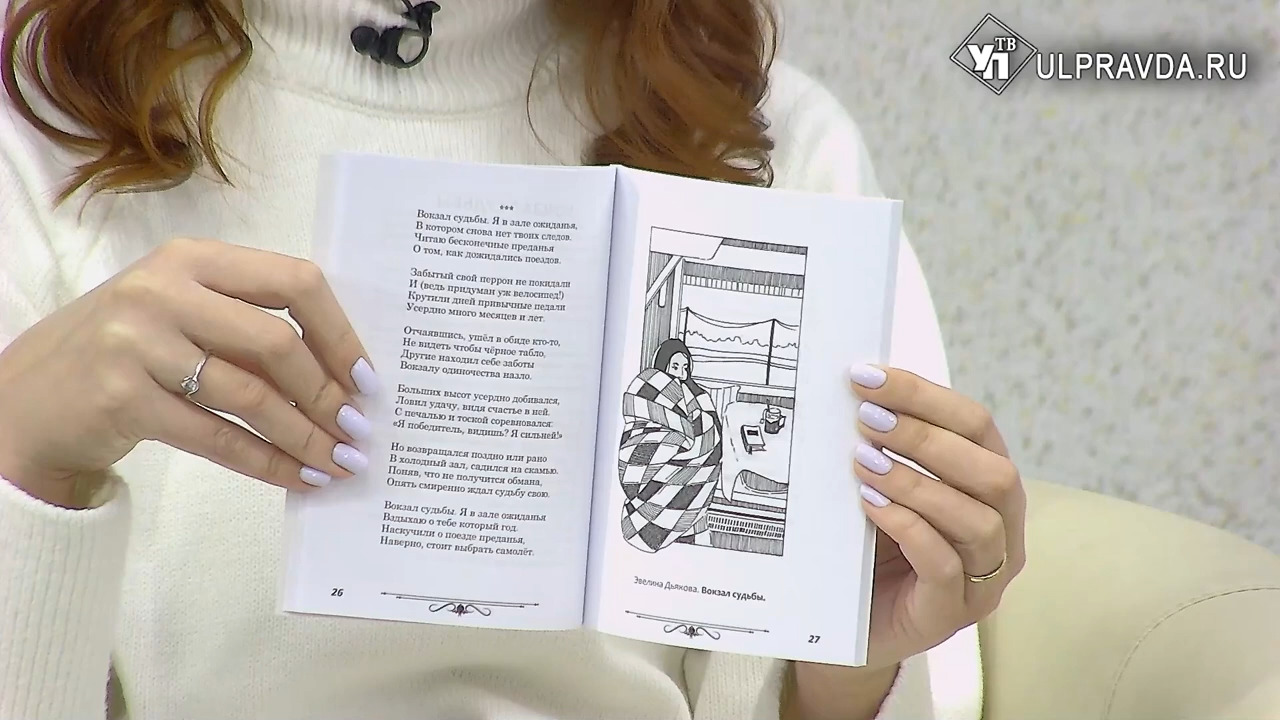 УП ТВ ULPRAVDA.RU
***
Вокзал судьбы. Я в зале ожиданья,
В котором снова нет твоих следов.
Читаю бесконечные преданья
О том, как дожидались поездов.
Забытый свой перрон не покидали
И (ведь придуман уж велосипед!)
Крутили дней привычные педали
Усердно много месяцев и лет.
Отчаявшись, ушёл в обиде кто-то,
Не видеть чтобы чёрное табло,
Другие находил себе заботы
Вокзалу одиночества назло.
Больших высот усердно добивался,
Ловил удачу, видя счастье в ней.
С печалью и тоской соревновался:
«Я победитель, видишь? Я сильней!»
Но возвращался поздно или рано
В холодный зал, садился на скамью.
Поняв, что не получится обмана,
Опять смиренно ждал судьбу свою.
Вокзал судьбы. Я в зале ожиданья
Вздыхаю о тебе который год.
Наскучили о поезде преданья,
Наверно, стоит выбрать самолёт.
26
Эвелина Дьякова. Вокзал судьбы.
27